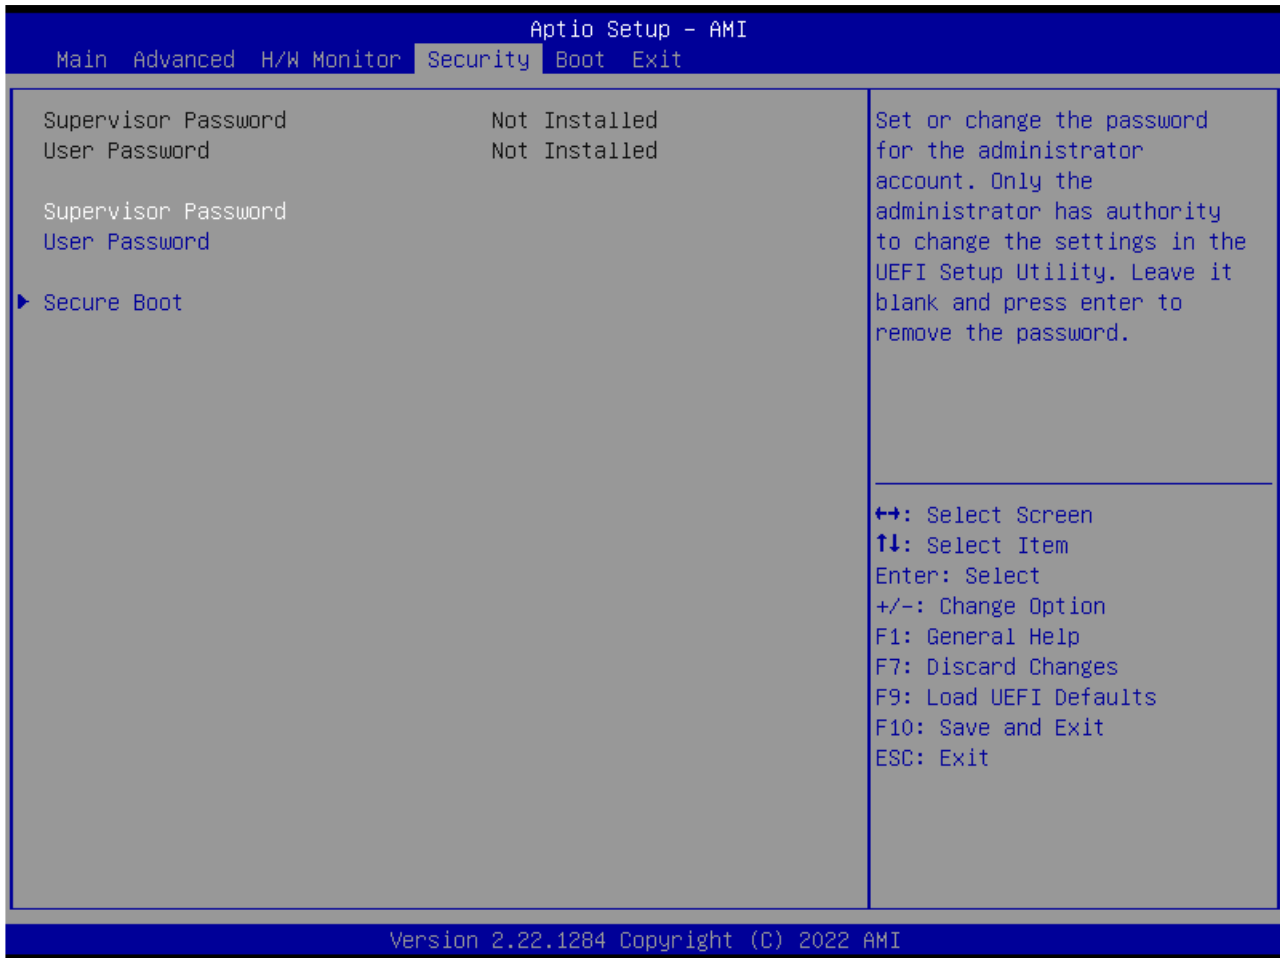 Aptio Setup – AMI
Main Advanced H/W Monitor Security Boot Exit
Supervisor Password Not Installed
User Password Not Installed
Supervisor Password
User Password
Secure Boot
Set or change the password
for the administrator
account. Only the
administrator has authority
to change the settings in the
UEFI Setup Utility. Leave it
blank and press enter to
remove the password.
↔: Select Screen
↑↓: Select Item
Enter: Select
+/-: Change Option
F1: General Help
F7: Discard Changes
F9: Load UEFI Defaults
F10: Save and Exit
ESC: Exit
Version 2.22.1284 Copyright (C) 2022 AMI